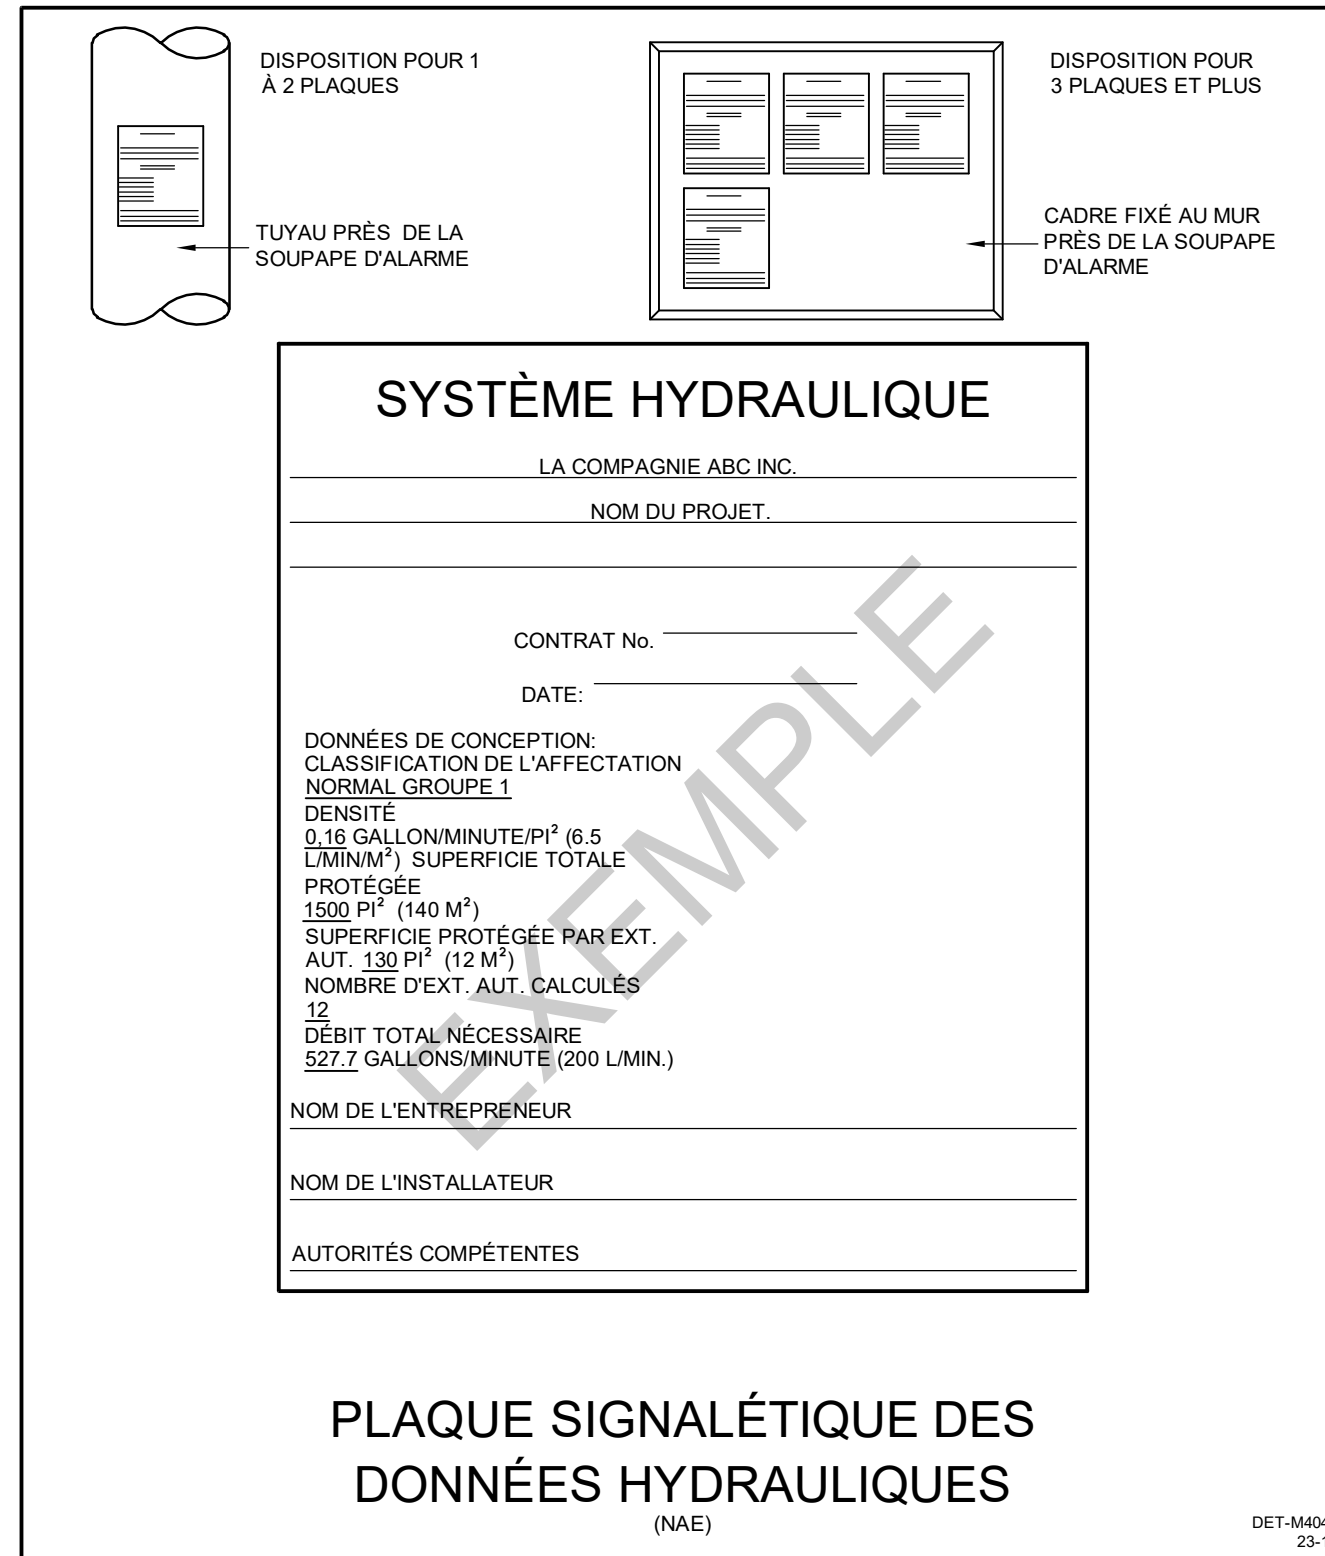 DISPOSITION POUR 1
À 2 PLAQUES
DISPOSITION POUR
3 PLAQUES ET PLUS
TUYAU PRÈS DE LA
SOUPAPE D'ALARME
CADRE FIXÉ AU MUR
PRÈS DE LA SOUPAPE
D'ALARME
SYSTÈME HYDRAULIQUE
LA COMPAGNIE ABC INC.
NOM DU PROJET.
CONTRAT No.
DATE:
DONNÉES DE CONCEPTION:
CLASSIFICATION DE L'AFFECTATION
NORMAL GROUPE 1
DENSITÉ
0,16 GALLON/MINUTE/PI² (6.5
L/MIN/M²) SUPERFICIE TOTALE
PROTÉGÉE
1500 PI² (140 M²)
SUPERFICIE PROTÉGÉE PAR EXT.
AUT. 130 PI² (12 M²)
NOMBRE D'EXT. AUT. CALCULÉS
12
DÉBIT TOTAL NÉCESSAIRE
527.7 GALLONS/MINUTE (200 L/MIN.)
EXEMPLE
NOM DE L'ENTREPRENEUR
NOM DE L'INSTALLATEUR
AUTORITÉS COMPÉTENTES
PLAQUE SIGNALÉTIQUE DES
DONNÉES HYDRAULIQUES
(NAE)
DET-M404
23-1